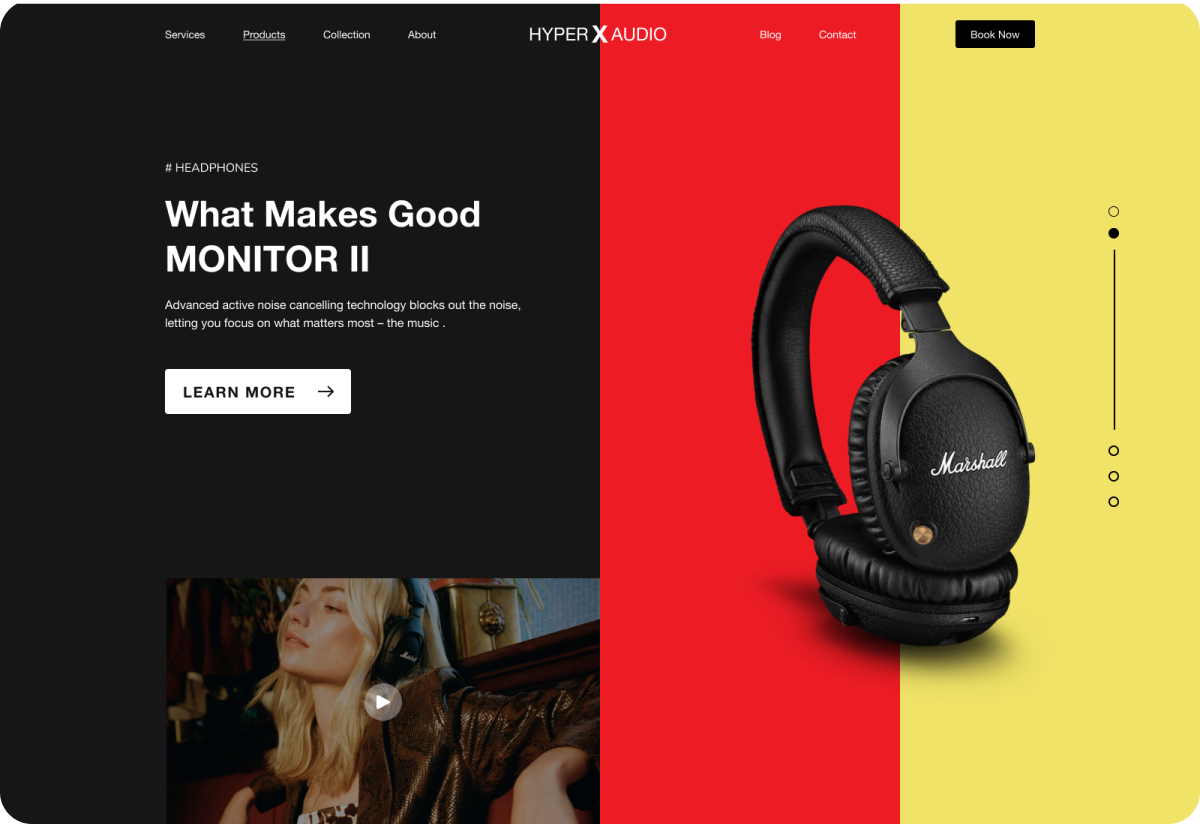 Services Products Collection About HYPER X AUDIO Blog Contact Book Now
# HEADPHONES
What Makes Good
MONITOR II
Advanced active noise cancelling technology blocks out the noise,
letting you focus on what matters most – the music .
LEARN MORE
Marshall
Marshall